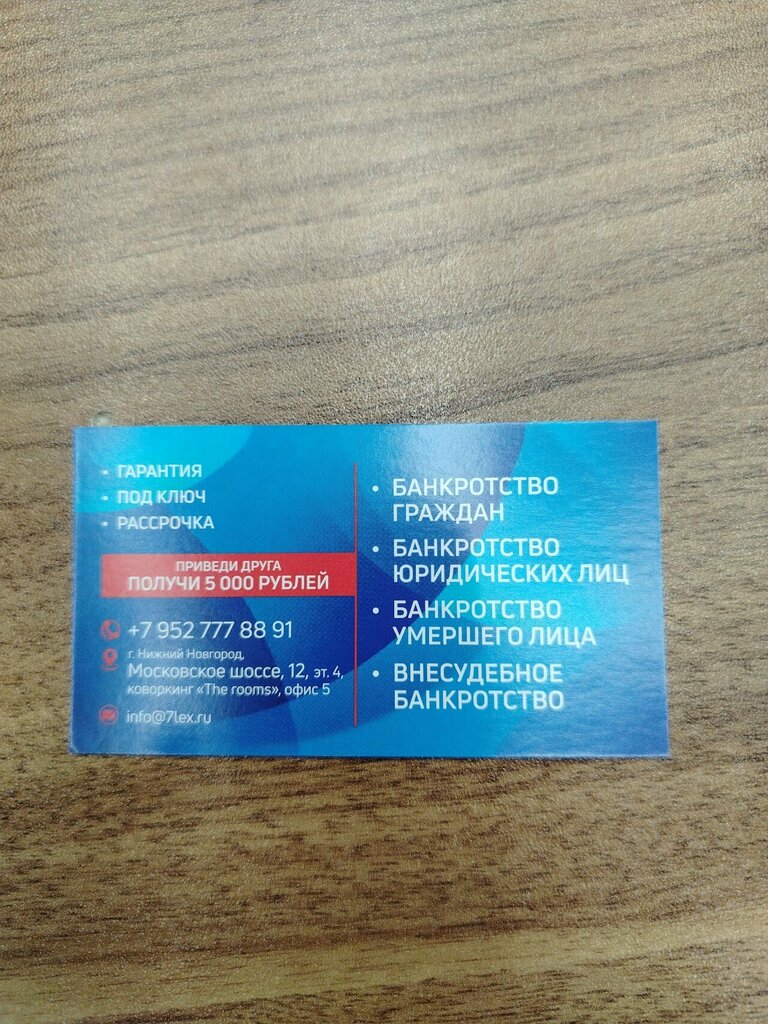 • ГАРАНТИЯ
• ПОД КЛЮЧ
• РАССРОЧКА
ПРИВЕДИ ДРУГА
ПОЛУЧИ 5 000 РУБЛЕЙ
+7 952 777 88 91
г. Нижний Новгород,
Московское шоссе, 12, эт. 4,
коворкинг «The rooms», офис 5
info@7lex.ru
• БАНКРОТСТВО
ГРАЖДАН
• БАНКРОТСТВО
ЮРИДИЧЕСКИХ ЛИЦ
• БАНКРОТСТВО
УМЕРШЕГО ЛИЦА
• ВНЕСУДЕБНОЕ
БАНКРОТСТВО